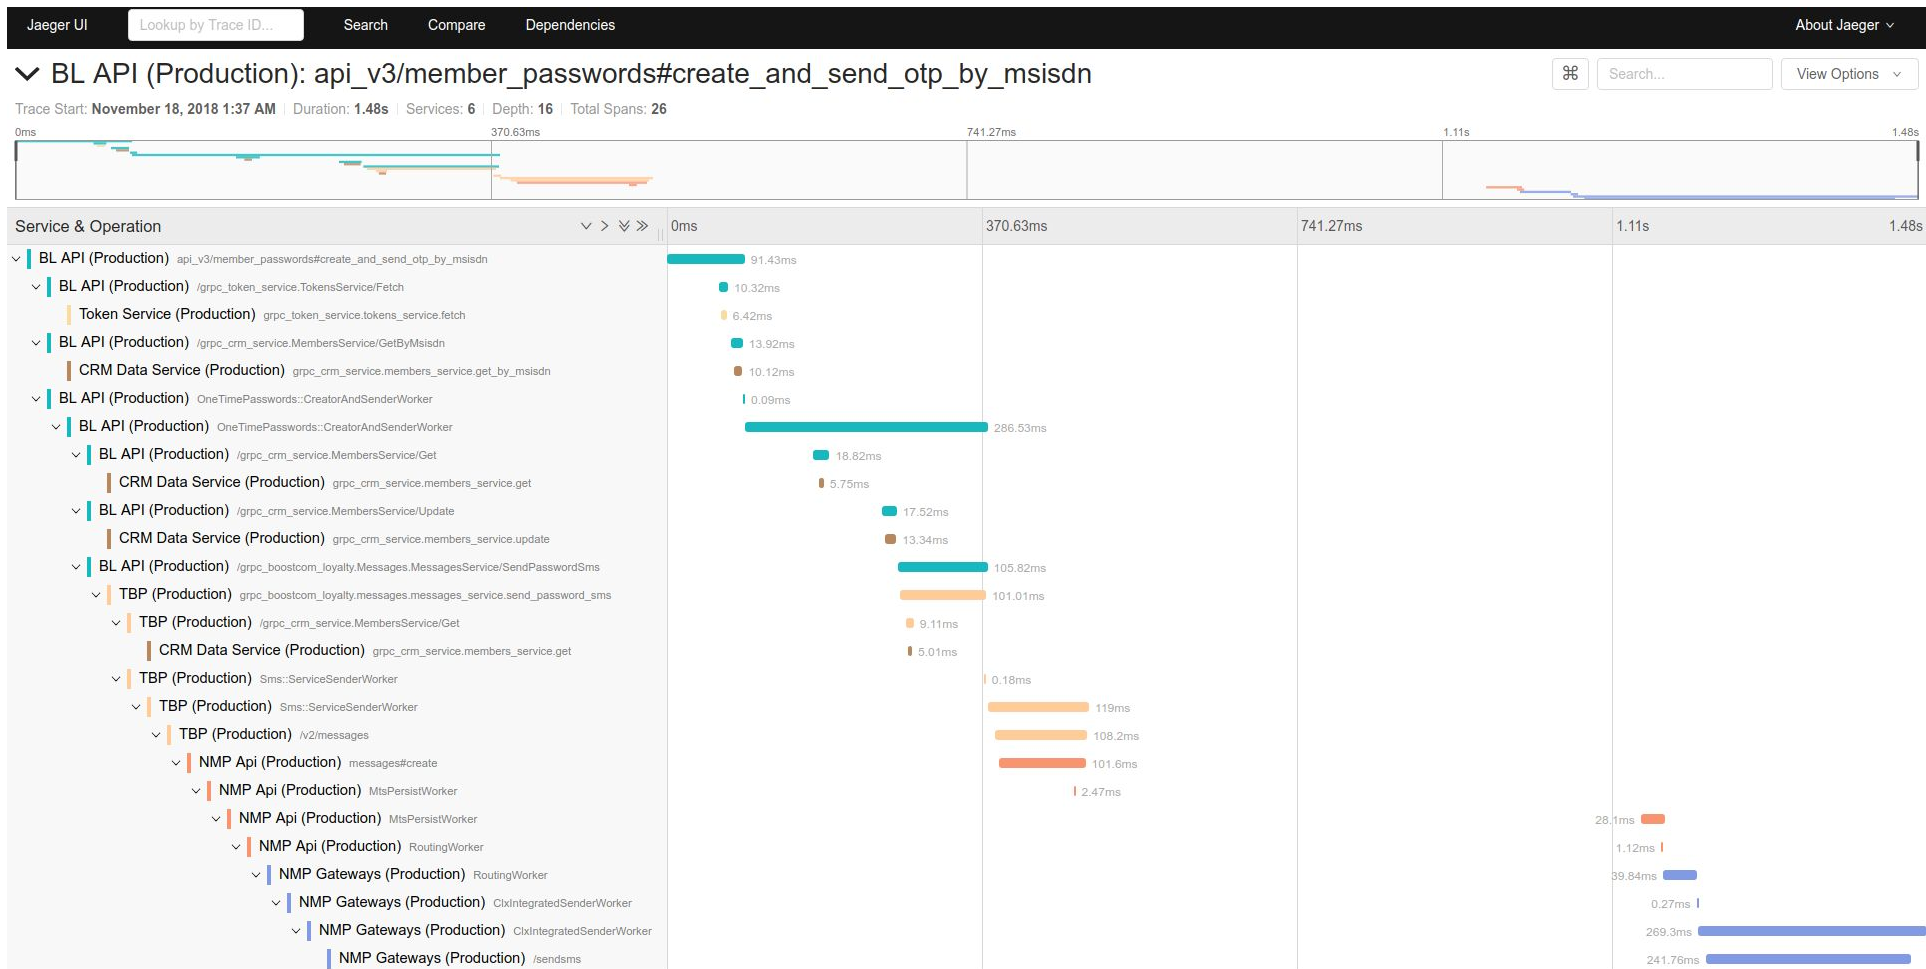 Jaeger UI Lookup by Trace ID... Search Compare Dependencies About Jaeger
BL API (Production): api_v3/member_passwords#create_and_send_otp_by_msisdn ⌘ Search... View Options
Trace Start: November 18, 2018 1:37 AM Duration: 1.48s Services: 6 Depth: 16 Total Spans: 26
0ms 370.63ms 741.27ms 1.11s 1.48s
Service & Operation 0ms 370.63ms 741.27ms 1.11s 1.48s
BL API (Production) api_v3/member_passwords#create_and_send_otp_by_msisdn 91.43ms
BL API (Production) /grpc_token_service.TokensService/Fetch 10.32ms
Token Service (Production) grpc_token_service.tokens_service.fetch 6.42ms
BL API (Production) /grpc_crm_service.MembersService/GetByMsisdn 13.92ms
CRM Data Service (Production) grpc_crm_service.members_service.get_by_msisdn 10.12ms
BL API (Production) OneTimePasswords::CreatorAndSenderWorker 0.09ms
BL API (Production) OneTimePasswords::CreatorAndSenderWorker 286.53ms
BL API (Production) /grpc_crm_service.MembersService/Get 18.82ms
CRM Data Service (Production) grpc_crm_service.members_service.get 5.75ms
BL API (Production) /grpc_crm_service.MembersService/Update 17.52ms
CRM Data Service (Production) grpc_crm_service.members_service.update 13.34ms
BL API (Production) /grpc_boostcom_loyalty.Messages.MessagesService/SendPasswordSms 105.82ms
TBP (Production) grpc_boostcom_loyalty.messages.messages_service.send_password_sms 101.01ms
TBP (Production) /grpc_crm_service.MembersService/Get 9.11ms
CRM Data Service (Production) grpc_crm_service.members_service.get 5.01ms
TBP (Production) Sms::ServiceSenderWorker 0.18ms
TBP (Production) Sms::ServiceSenderWorker 119ms
TBP (Production) /v2/messages 108.2ms
NMP Api (Production) messages#create 101.6ms
NMP Api (Production) MtsPersistWorker 2.47ms
NMP Api (Production) MtsPersistWorker 28.1ms
NMP Api (Production) RoutingWorker 1.12ms
NMP Gateways (Production) RoutingWorker 39.84ms
NMP Gateways (Production) ClxIntegratedSenderWorker 0.27ms
NMP Gateways (Production) ClxIntegratedSenderWorker 269.3ms
NMP Gateways (Production) /sendsms 241.76ms